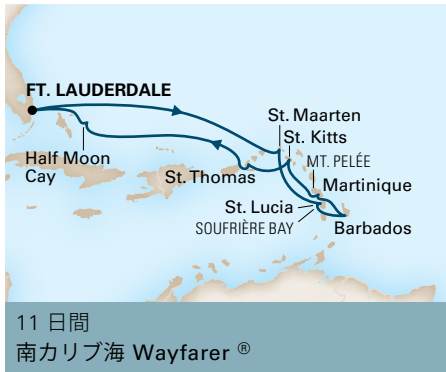 FT. LAUDERDALE
St. Maarten
St. Kitts
MT. PELÉE
Half Moon
Cay
St. Thomas
Martinique
St. Lucia
SOUFRIÈRE BAY
Barbados
11 日間
南カリブ海 Wayfarer ®